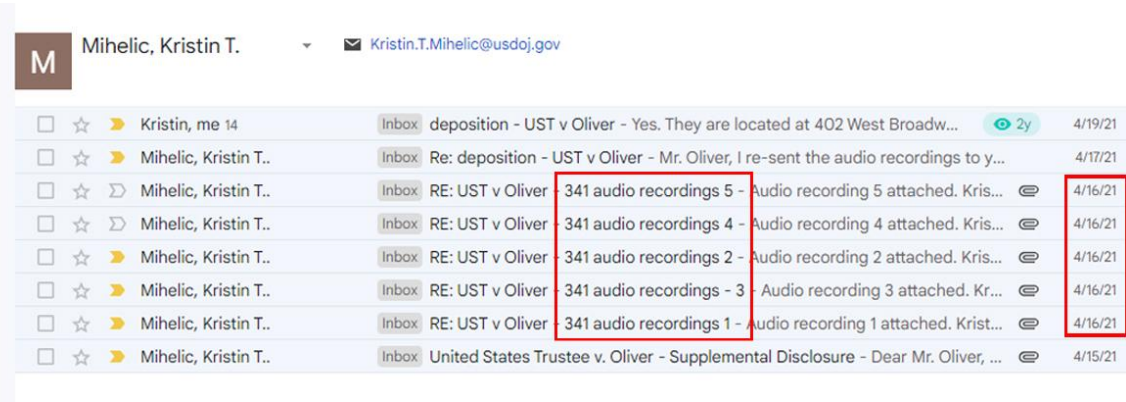 M
Mihelic, Kristin T. Kristin.T.Mihelic@usdoj.gov
Kristin, me 14 Inbox deposition - UST v Oliver - Yes. They are located at 402 West Broadw... 2y 4/19/21
Mihelic, Kristin T.. Inbox Re: deposition - UST v Oliver - Mr. Oliver, I re-sent the audio recordings to y... 4/17/21
Mihelic, Kristin T.. Inbox RE: UST v Oliver - 341 audio recordings 5 - Audio recording 5 attached. Kris... 4/16/21
Mihelic, Kristin T.. Inbox RE: UST v Oliver - 341 audio recordings 4 - Audio recording 4 attached. Kris... 4/16/21
Mihelic, Kristin T.. Inbox RE: UST v Oliver - 341 audio recordings 2 - Audio recording 2 attached. Kris... 4/16/21
Mihelic, Kristin T.. Inbox RE: UST v Oliver - 341 audio recordings - 3 - Audio recording 3 attached. Kr... 4/16/21
Mihelic, Kristin T.. Inbox RE: UST v Oliver - 341 audio recordings 1 - Audio recording 1 attached. Krist... 4/16/21
Mihelic, Kristin T.. Inbox United States Trustee v. Oliver - Supplemental Disclosure - Dear Mr. Oliver, ... 4/15/21